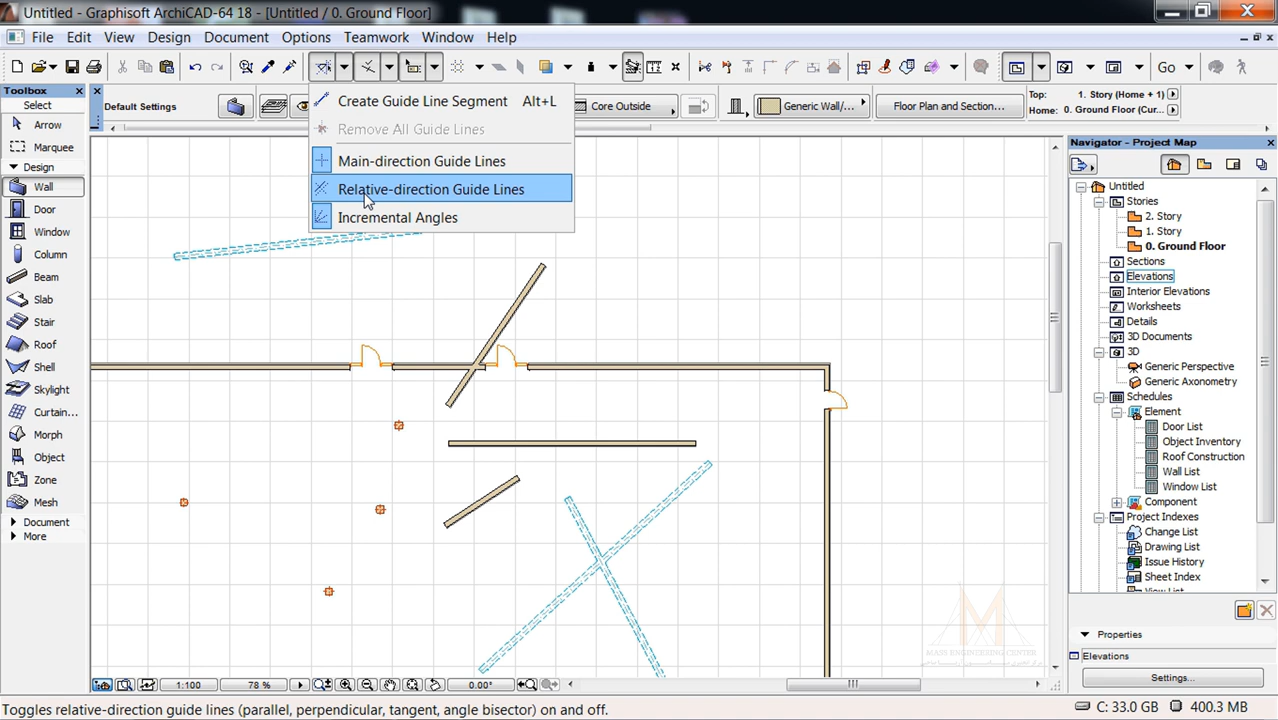 Untitled - Graphisoft ArchiCAD-64 18 - [Untitled / 0. Ground Floor]
File Edit View Design Document Options Teamwork Window Help
Go
Toolbox
Select
Default Settings
Core Outside
Generic Wall/...
Floor Plan and Section...
Top: 1. Story (Home + 1)
Home: 0. Ground Floor (Cur...
Create Guide Line Segment Alt+L
Remove All Guide Lines
Main-direction Guide Lines
Relative-direction Guide Lines
Incremental Angles
Arrow
Marquee
Design
Wall
Door
Window
Column
Beam
Slab
Stair
Roof
Shell
Skylight
Curtain...
Morph
Object
Zone
Mesh
Document
More
Navigator - Project Map
Untitled
Stories
2. Story
1. Story
0. Ground Floor
Sections
Elevations
Interior Elevations
Worksheets
Details
3D Documents
3D
Generic Perspective
Generic Axonometry
Schedules
Element
Door List
Object Inventory
Roof Construction
Wall List
Window List
Component
Project Indexes
Change List
Drawing List
Issue History
Sheet Index
View List
Properties
Elevations
Settings...
MASS ENGINEERING CENTER
1:100 78 % 0.00°
Toggles relative-direction guide lines (parallel, perpendicular, tangent, angle bisector) on and off.
C: 33.0 GB 400.3 MB